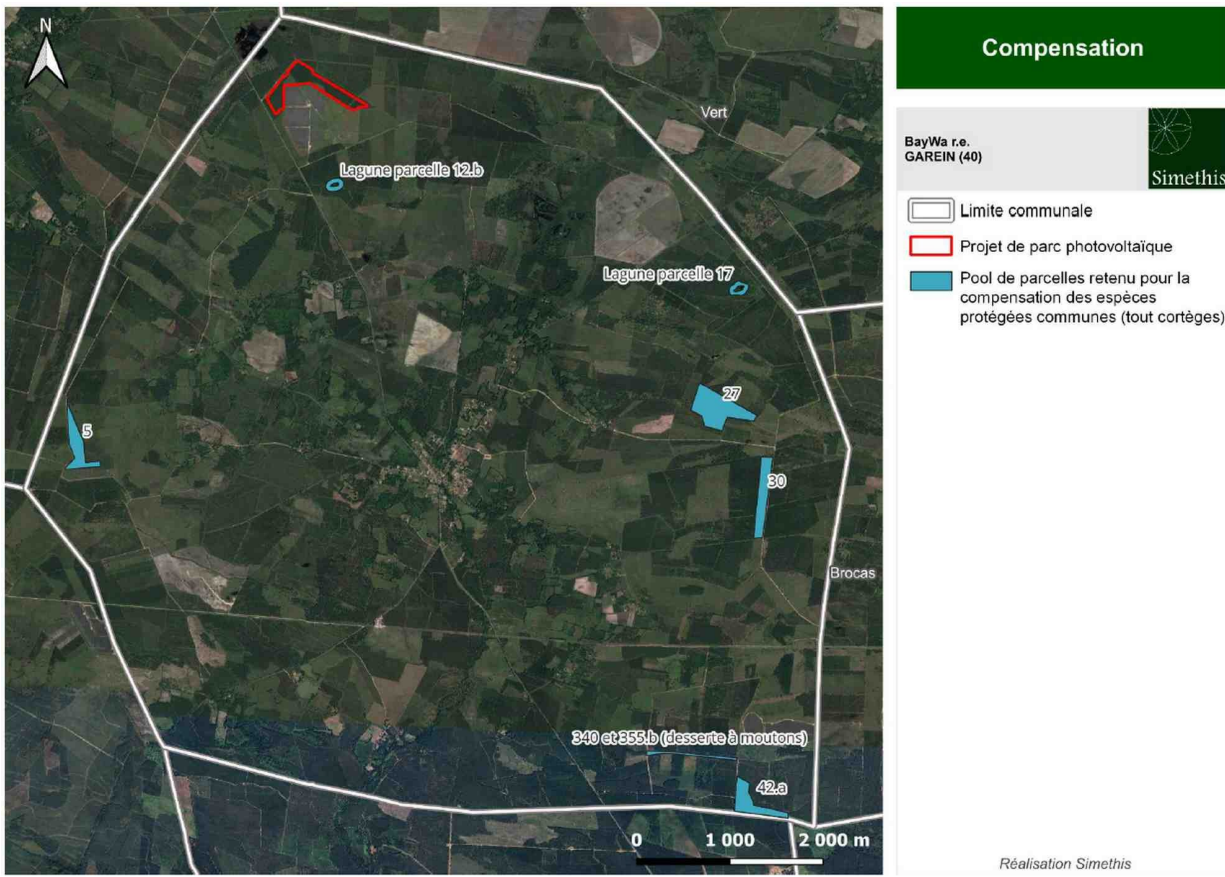 N
Vert
Lagune parcelle 12.b
Lagune parcelle 17
27
5
30
Brocas
340 et 355.b (desserte à moutons)
42.a
0 1 000 2 000 m
Compensation
BayWa r.e.
GAREIN (40)
Simethis
Limite communale
Projet de parc photovoltaïque
Pool de parcelles retenu pour la
compensation des espèces
protégées communes (tout cortèges)
Réalisation Simethis